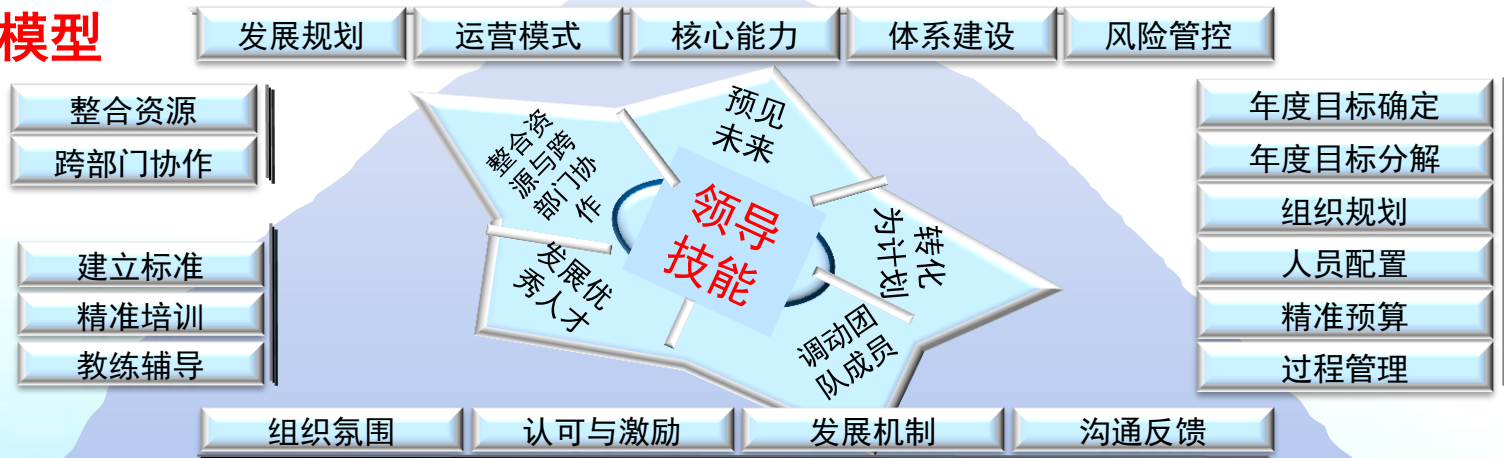 模型
发展规划
运营模式
核心能力
体系建设
风险管控
整合资源
跨部门协作
建立标准
精准培训
教练辅导
整合资
源与跨
部门协
作
预见
未来
领导
技能
转化
为计划
发展优
秀人才
调动团
队成员
年度目标确定
年度目标分解
组织规划
人员配置
精准预算
过程管理
组织氛围
认可与激励
发展机制
沟通反馈